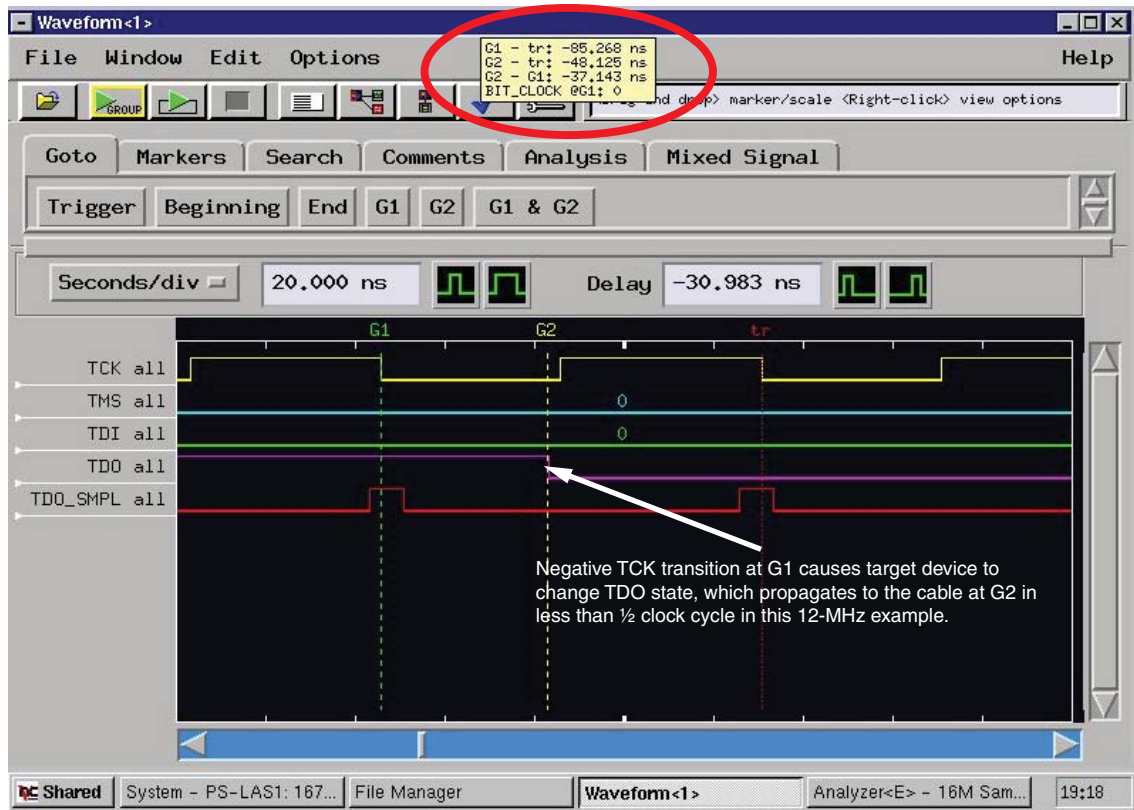 Waveform<1>
File Window Edit Options Help
G1 - tr: -85.268 ns
G2 - tr: -48.125 ns
G2 - G1: -37.143 ns
BIT_CLOCK @G1: 0
GROUP
and drop> marker/scale <Right-click> view options
Goto Markers Search Comments Analysis Mixed Signal
Trigger Beginning End G1 G2 G1 & G2
Seconds/div 20.000 ns Delay -30.983 ns
G1 G2 tr
TCK all
TMS all 0
TDI all 0
TDO all
TDO_SMPL all
Negative TCK transition at G1 causes target device to
change TDO state, which propagates to the cable at G2 in
less than ½ clock cycle in this 12-MHz example.
Shared System - PS-LAS1: 167... File Manager Waveform<1> Analyzer<E> - 16M Sam... 19:18